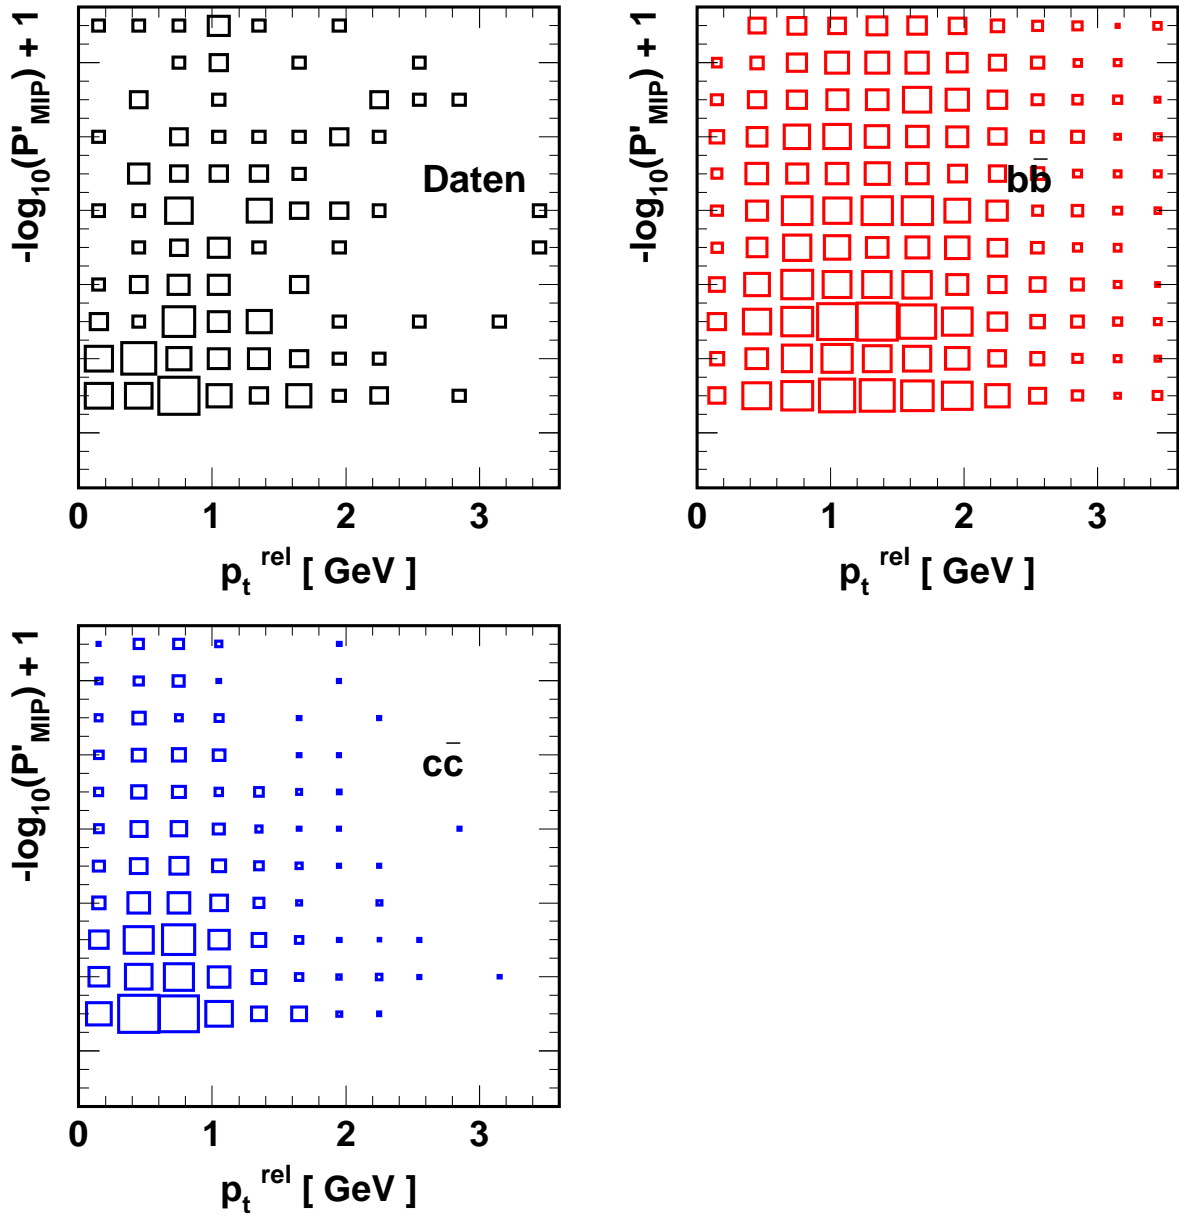 -log₁₀(P'MIP) + 1
Daten
0 1 2 3
pₜ ʳᵉˡ [ GeV ]
-log₁₀(P'MIP) + 1
bb̄
0 1 2 3
pₜ ʳᵉˡ [ GeV ]
-log₁₀(P'MIP) + 1
cc̄
0 1 2 3
pₜ ʳᵉˡ [ GeV ]